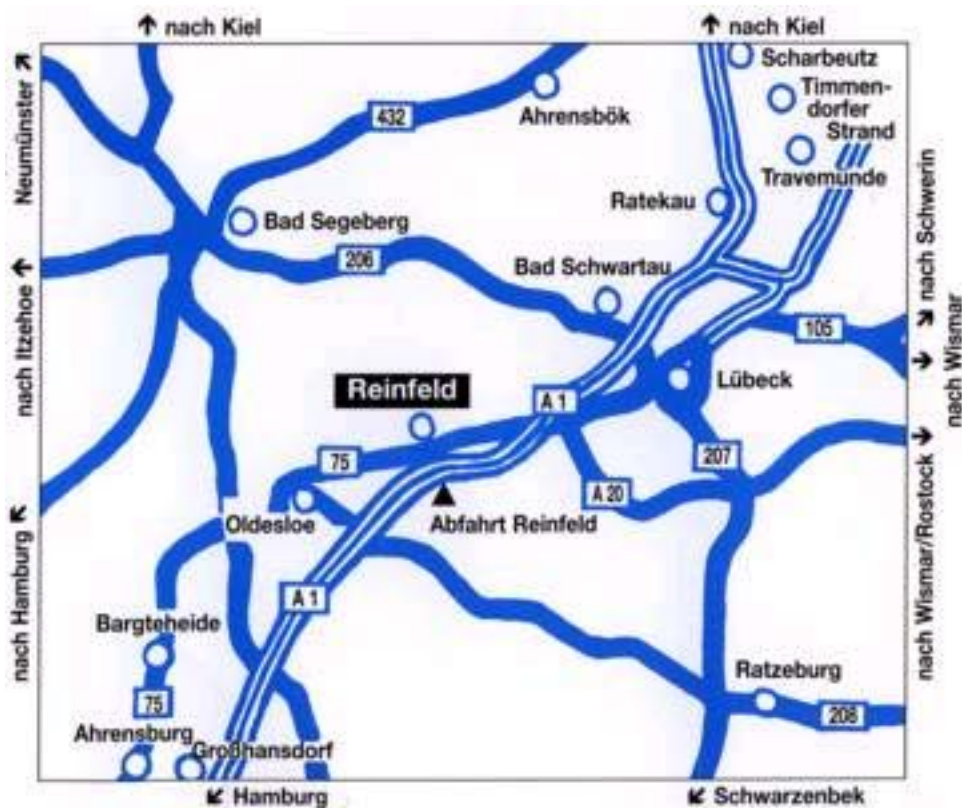 nach Kiel
nach Kiel
Neumünster
nach Itzehoe
nach Hamburg
Scharbeutz
Timmen-
dorfer
Strand
Travemünde
Ahrensbök
432
Ratekau
Bad Segeberg
206
Bad Schwartau
nach Schwerin
nach Wismar
nach Wismar/Rostock
105
Reinfeld
A 1
Lübeck
75
207
A 20
Oldesloe
Abfahrt Reinfeld
A 1
Bargteheide
Ratzeburg
75
208
Ahrensburg
Großhansdorf
Hamburg
Schwarzenbek